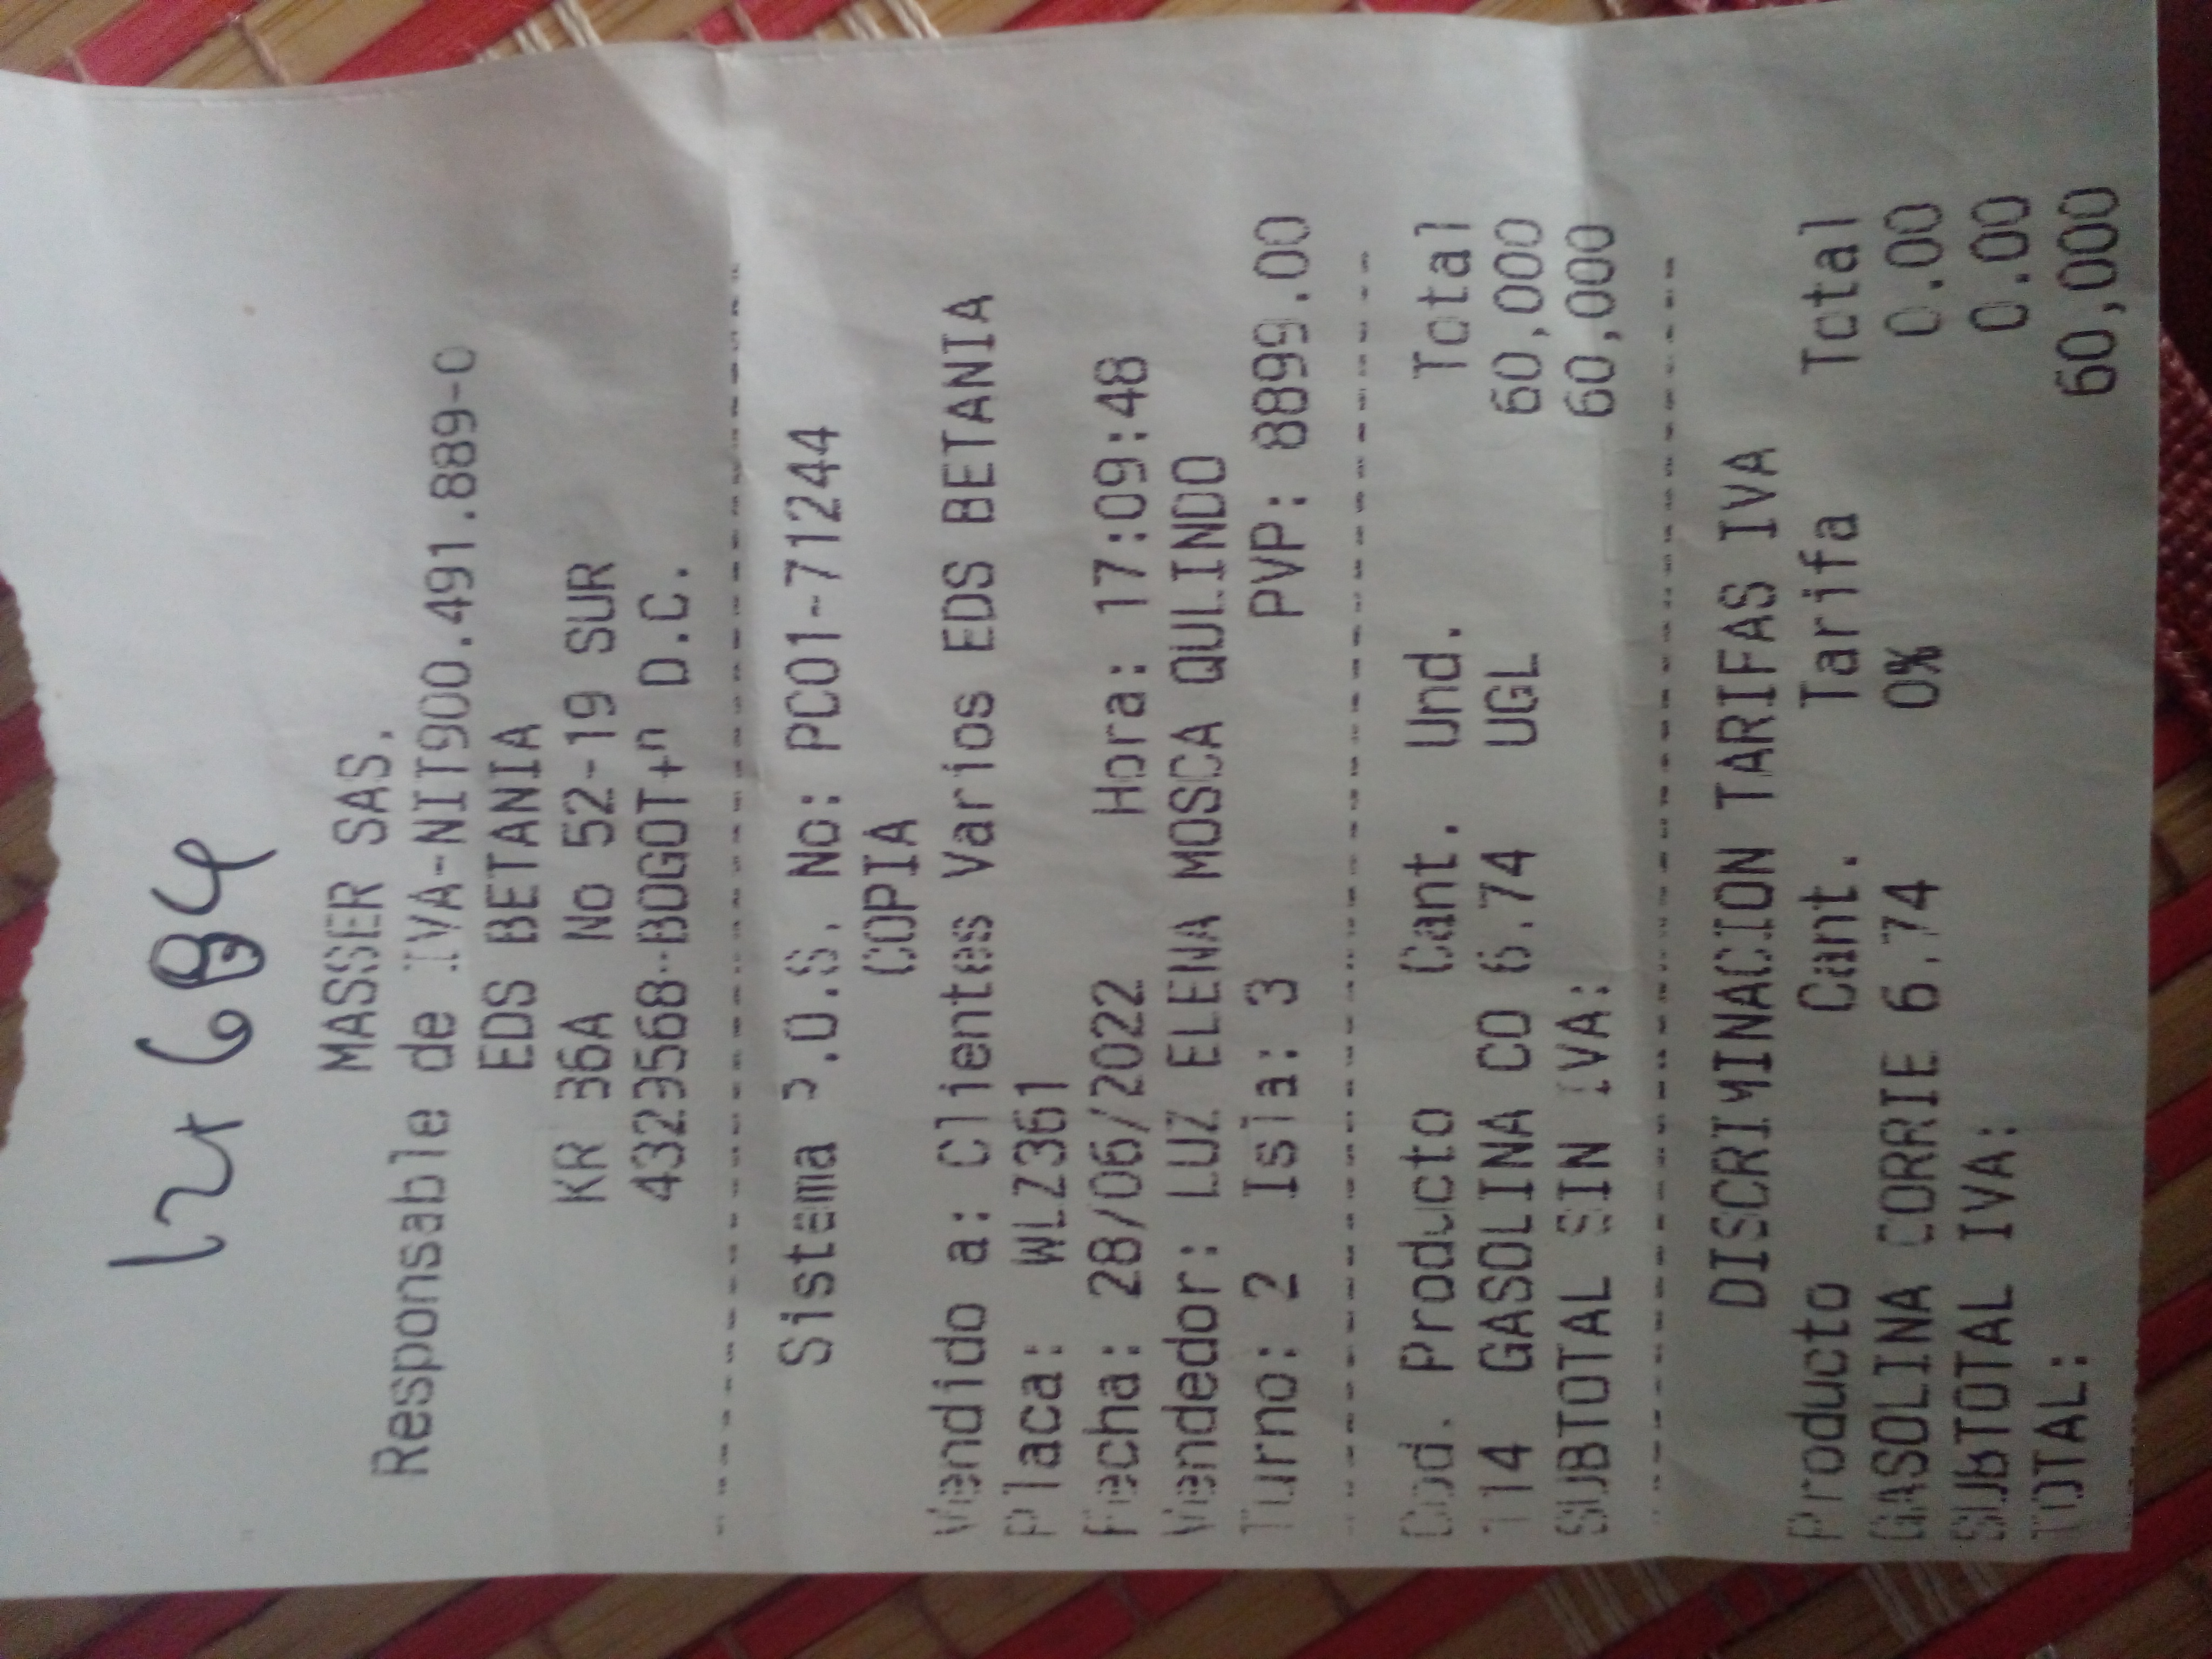 MASSER SAS.
Responsable de IVA-NIT900.491.889-0
EDS BETANIA
KR 36A No 52-19 SUR
4329568-BOGOT+n D.C.
Sistema P.O.S. No: PC01-71244
COPIA
Vendido a: Clientes Varios EDS BETANIA
Placa: WLZ361
Fecha: 28/06/2022 Hora: 17:09:48
Vendedor: LUZ ELENA MOSCA QULINDO
Turno: 2 Isla: 3 PVP: 8899.00
Cod. Producto Cant. Und. Total
114 GASOLINA CO 6.74 UGL 60,000
SUBTOTAL SIN IVA: 60,000
DISCRIMINACION TARIFAS IVA
Producto Cant. Tarifa Total
GASOLINA CORRIE 6.74 0% 0.00
SUBTOTAL IVA: 0.00
TOTAL: 60,000